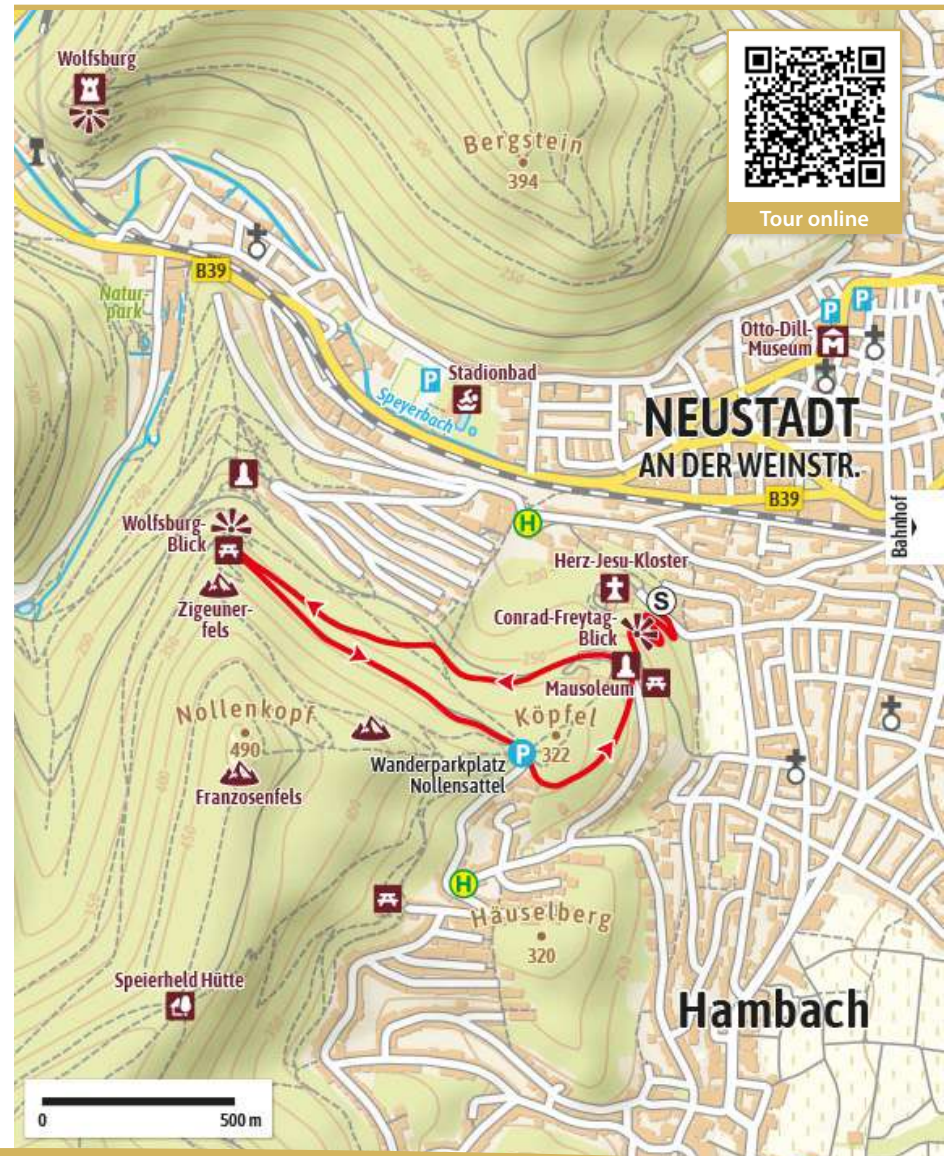 Wolfsburg
Bergstein
394
Tour online
B39
Natur-
park
Otto-Dill-
Museum
P
P
P
Stadionbad
Speyerbach
NEUSTADT
AN DER WEINSTR.
B39
Bahnhof
H
Wolfsburg-
Blick
Zigeuner-
fels
Herz-Jesu-Kloster
S
Conrad-Freytag-
Blick
Mausoleum
Nollenkopf
490
Köpfel
322
P
Wanderparkplatz
Nollensattel
Franzosenfels
H
Häuselberg
320
Speierheld Hütte
Hambach
0
500 m